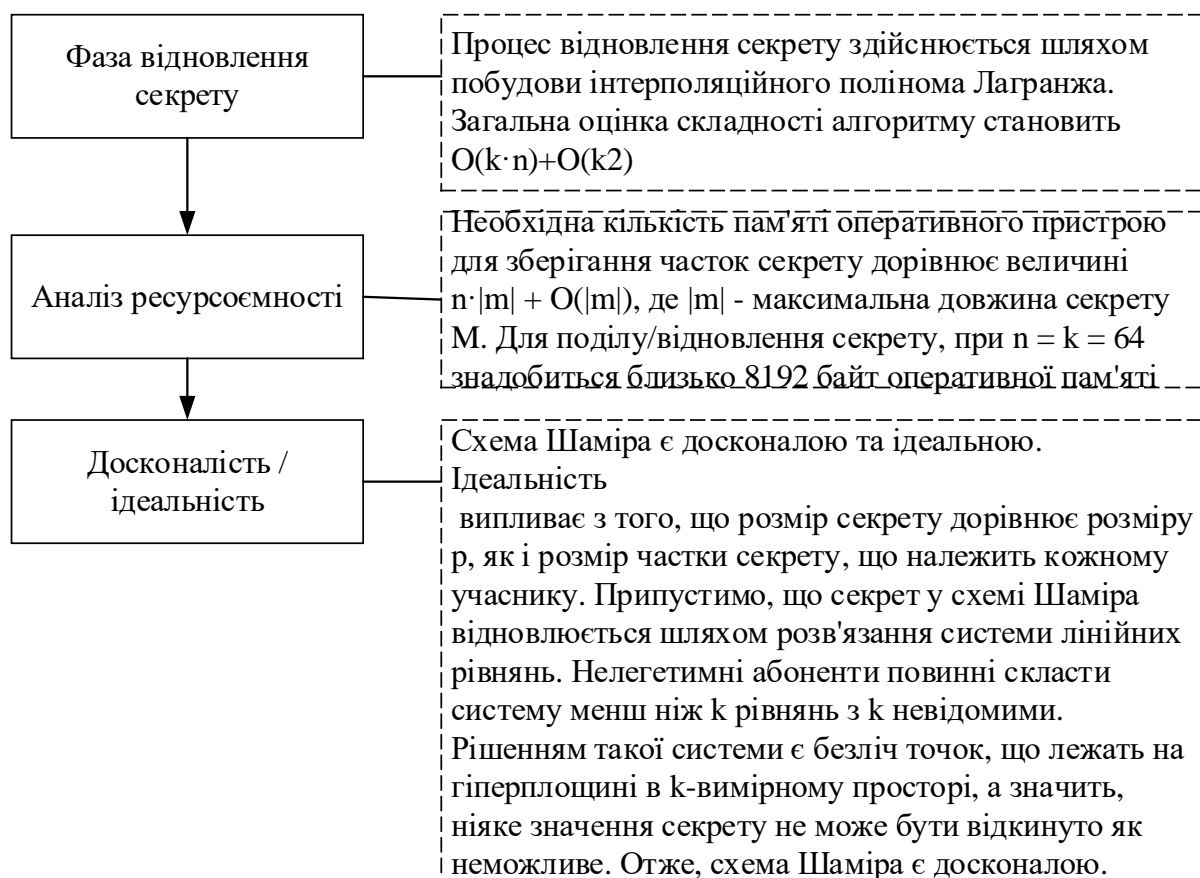 Фаза відновлення
секрету
Процес відновлення секрету здійснюється шляхом
побудови інтерполяційного полінома Лагранжа.
Загальна оцінка складності алгоритму становить
O(k·n)+O(k2)
Аналіз ресурсоємності
Необхідна кількість пам'яті оперативного пристрою
для зберігання часток секрету дорівнює величині
n·|m| + O(|m|), де |m| - максимальна довжина секрету
M. Для поділу/відновлення секрету, при n = k = 64
знадобиться близько 8192 байт оперативної пам'яті
Досконалість /
ідеальність
Схема Шаміра є досконалою та ідеальною.
Ідеальність
випливає з того, що розмір секрету дорівнює розміру
p, як і розмір частки секрету, що належить кожному
учаснику. Припустимо, що секрет у схемі Шаміра
відновлюється шляхом розв'язання системи лінійних
рівнянь. Нелегетимні абоненти повинні скласти
систему менш ніж k рівнянь з k невідомими.
Рішенням такої системи є безліч точок, що лежать на
гіперплощині в k-вимірному просторі, а значить,
ніяке значення секрету не може бути відкинуто як
неможливе. Отже, схема Шаміра є досконалою.